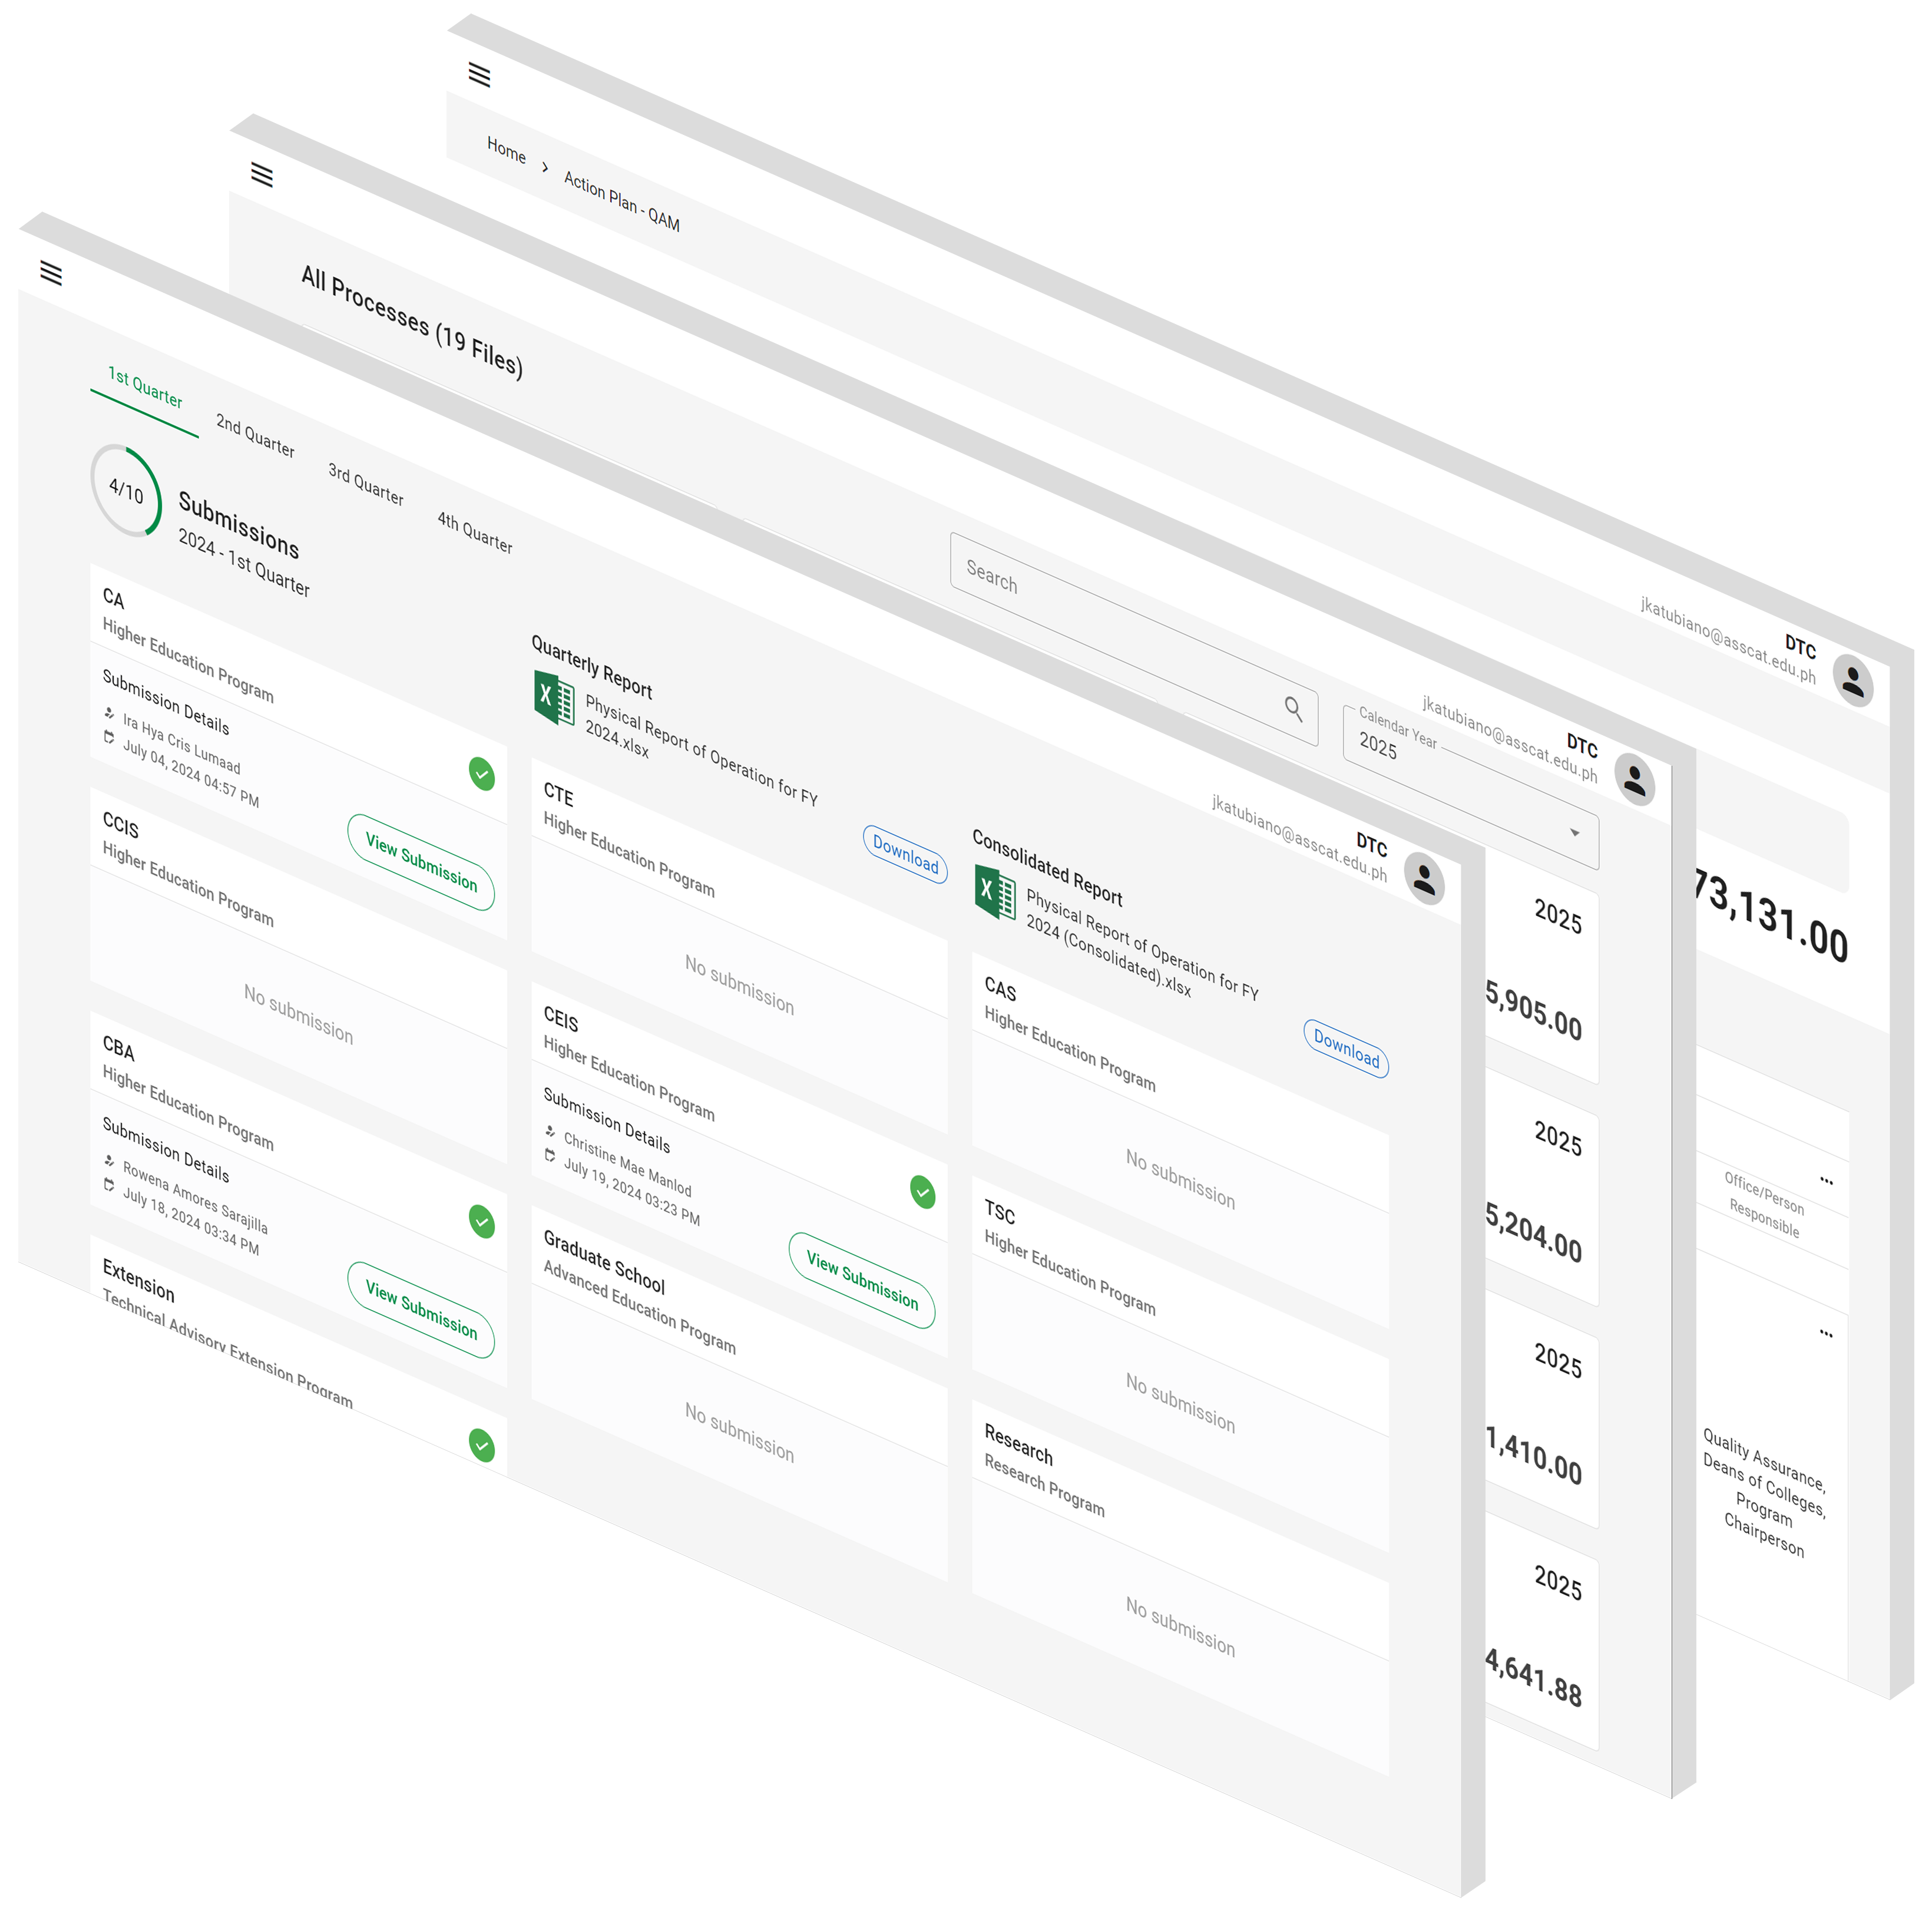 Home > Action Plan - QAM
jkatubiano@asscat.edu.ph
DTC
73,131.00
...
Office/Person
Responsible
...
Quality Assurance,
Deans of Colleges,
Program
Chairperson
All Processes (19 Files)
Search
Calendar Year
2025
jkatubiano@asscat.edu.ph
DTC
2025
5,905.00
2025
5,204.00
2025
1,410.00
2025
4,641.88
jkatubiano@asscat.edu.ph
DTC
1st Quarter
2nd Quarter
3rd Quarter
4th Quarter
4/10
Submissions
2024 - 1st Quarter
Quarterly Report
Physical Report of Operation for FY
2024.xlsx
Download
Consolidated Report
Physical Report of Operation for FY
2024 (Consolidated).xlsx
Download
CA
Higher Education Program
Submission Details
Ira Hya Cris Lumaad
July 04, 2024 04:57 PM
View Submission
CTE
Higher Education Program
No submission
CAS
Higher Education Program
No submission
CCIS
Higher Education Program
No submission
CEIS
Higher Education Program
Submission Details
Christine Mae Manlod
July 19, 2024 03:23 PM
View Submission
TSC
Higher Education Program
No submission
CBA
Higher Education Program
Submission Details
Rowena Amores Sarajilla
July 18, 2024 03:34 PM
View Submission
Graduate School
Advanced Education Program
No submission
Research
Research Program
No submission
Extension
Technical Advisory Extension Program